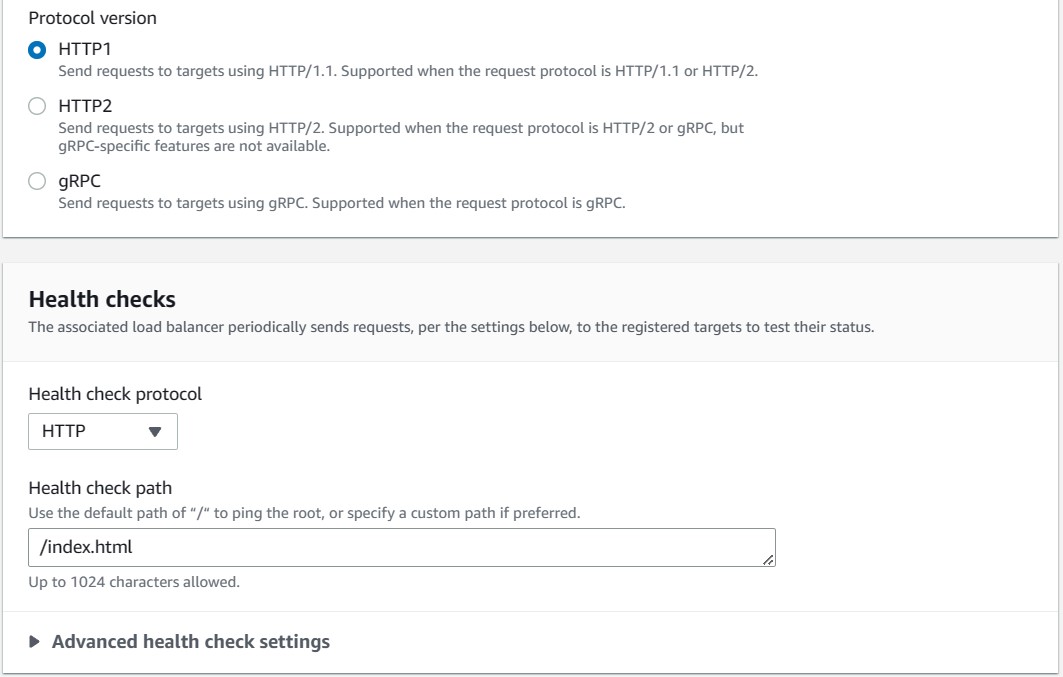 Protocol version
HTTP1
Send requests to targets using HTTP/1.1. Supported when the request protocol is HTTP/1.1 or HTTP/2.
HTTP2
Send requests to targets using HTTP/2. Supported when the request protocol is HTTP/2 or gRPC, but
gRPC-specific features are not available.
gRPC
Send requests to targets using gRPC. Supported when the request protocol is gRPC.
Health checks
The associated load balancer periodically sends requests, per the settings below, to the registered targets to test their status.
Health check protocol
HTTP
Health check path
Use the default path of “/“ to ping the root, or specify a custom path if preferred.
/index.html
Up to 1024 characters allowed.
Advanced health check settings